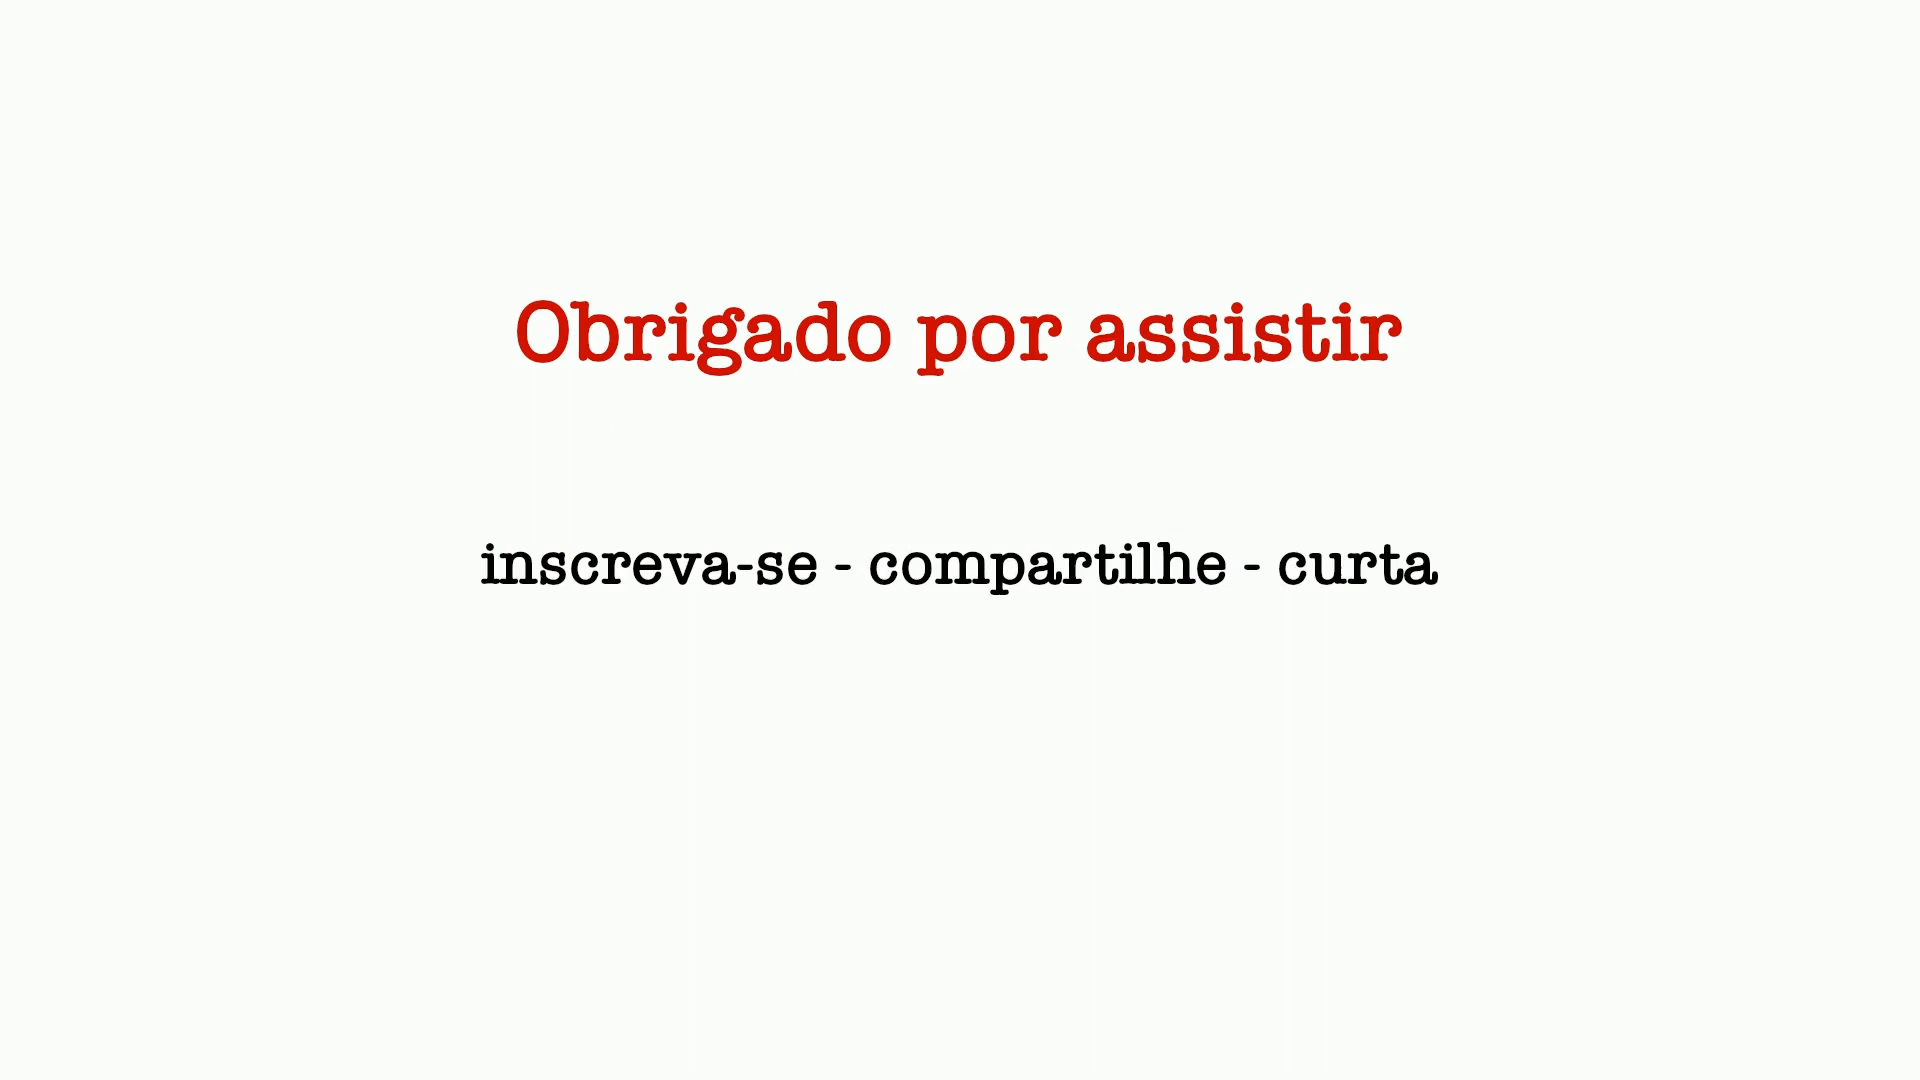 Obrigado por assistir
inscreva-se - compartilhe - curta